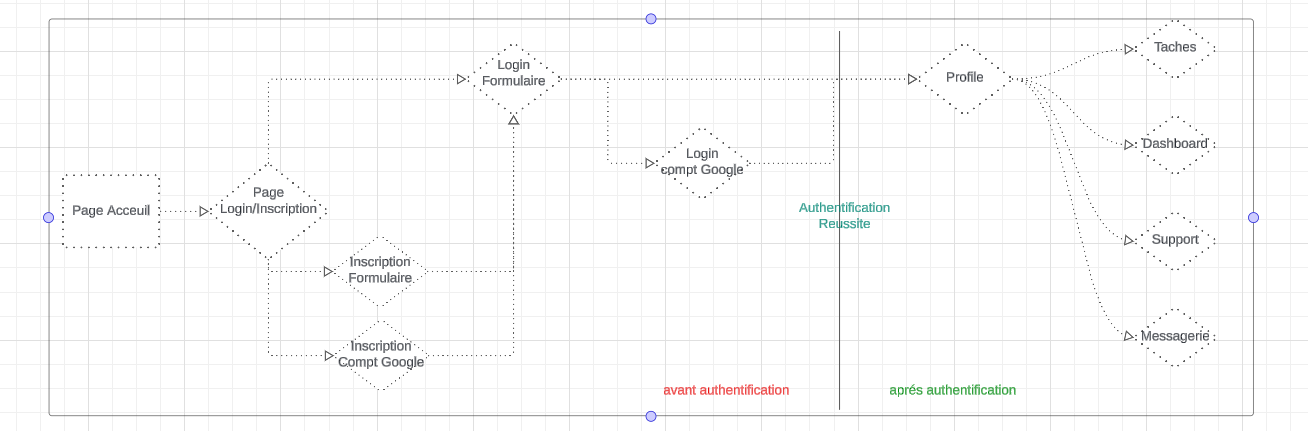 Page Acceuil
Page
Login/Inscription
Login
Formulaire
Inscription
Formulaire
Inscription
Compt Google
Login
compt Google
Authentification
Reussite
avant authentification
Profile
Taches
Dashboard
Support
Messagerie
aprés authentification